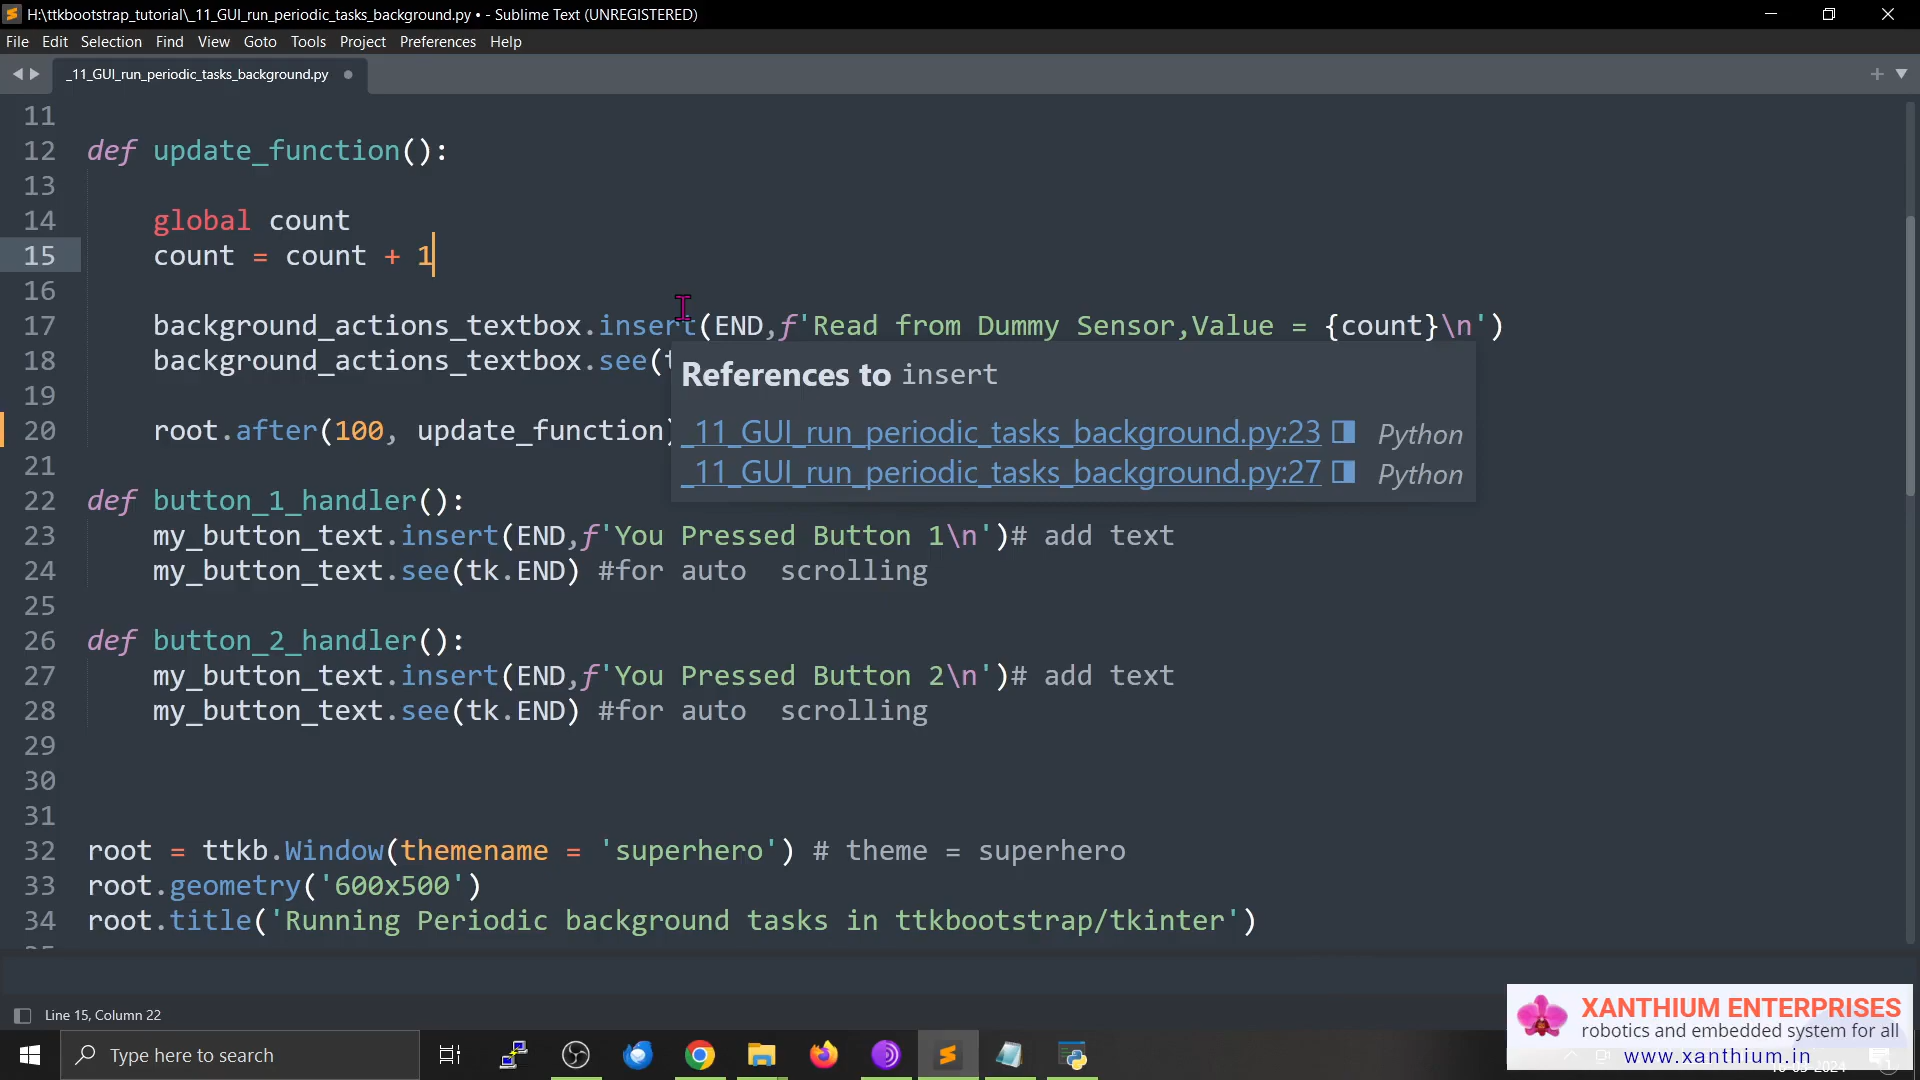 H:\ttkbootstrap_tutorial\_11_GUI_run_periodic_tasks_background.py • - Sublime Text (UNREGISTERED)
File Edit Selection Find View Goto Tools Project Preferences Help
_11_GUI_run_periodic_tasks_background.py
11
12 def update_function():
13
14 global count
15 count = count + 1
16
17 background_actions_textbox.insert(END,f'Read from Dummy Sensor,Value = {count}\n')
18 background_actions_textbox.see(
References to insert
19
_11_GUI_run_periodic_tasks_background.py:23 Python
20 root.after(100, update_function)
_11_GUI_run_periodic_tasks_background.py:27 Python
21
22 def button_1_handler():
23 my_button_text.insert(END,f'You Pressed Button 1\n')# add text
24 my_button_text.see(tk.END) #for auto  scrolling
25
26 def button_2_handler():
27 my_button_text.insert(END,f'You Pressed Button 2\n')# add text
28 my_button_text.see(tk.END) #for auto  scrolling
29
30
31
32 root = ttkb.Window(themename = 'superhero') # theme = superhero
33 root.geometry('600x500')
34 root.title('Running Periodic background tasks in ttkbootstrap/tkinter')
Line 15, Column 22
XANTHIUM ENTERPRISES
robotics and embedded system for all
www.xanthium.in
Type here to search